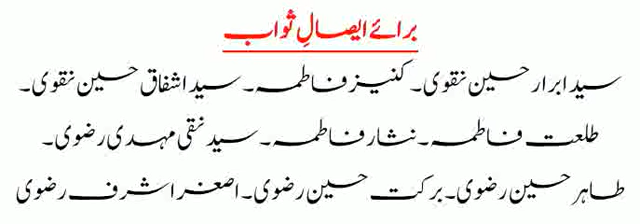 برائے ایصالِ ثواب
سید ابرار حسین نقوی۔ کنیز فاطمہ۔ سید اشفاق حسین نقوی۔
طلعت فاطمہ۔ نثار فاطمہ۔ سید نقی مہدی رضوی۔
طاہر حسین رضوی۔ برکت حسین رضوی۔ اصغر اشرف رضوی